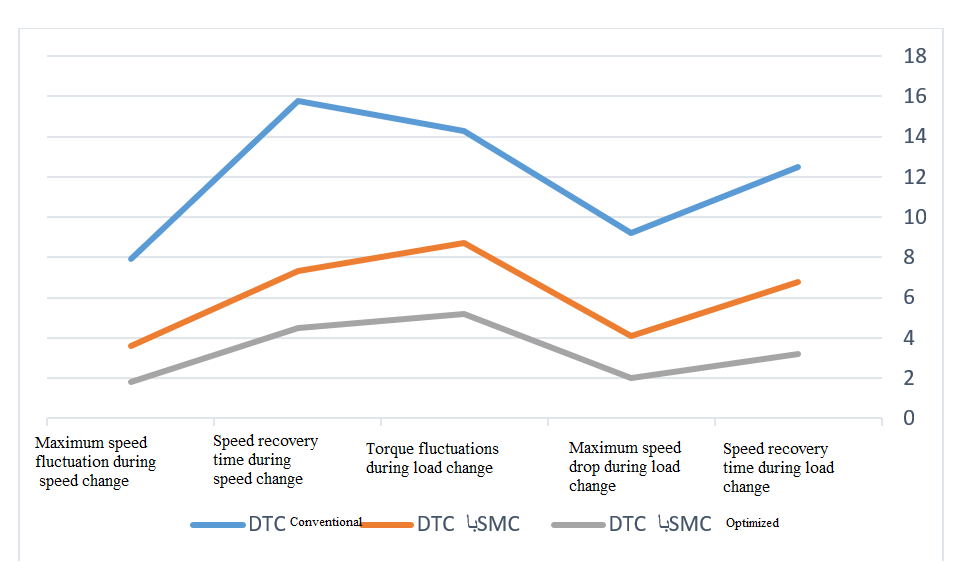 18
16
14
12
10
8
6
4
2
0
Maximum speed
fluctuation during
speed change
Speed recovery
time during
speed change
Torque fluctuations
during load change
Maximum speed
drop during load
change
Speed recovery
time during load
change
DTC Conventional
DTC با SMC
DTC با SMC Optimized